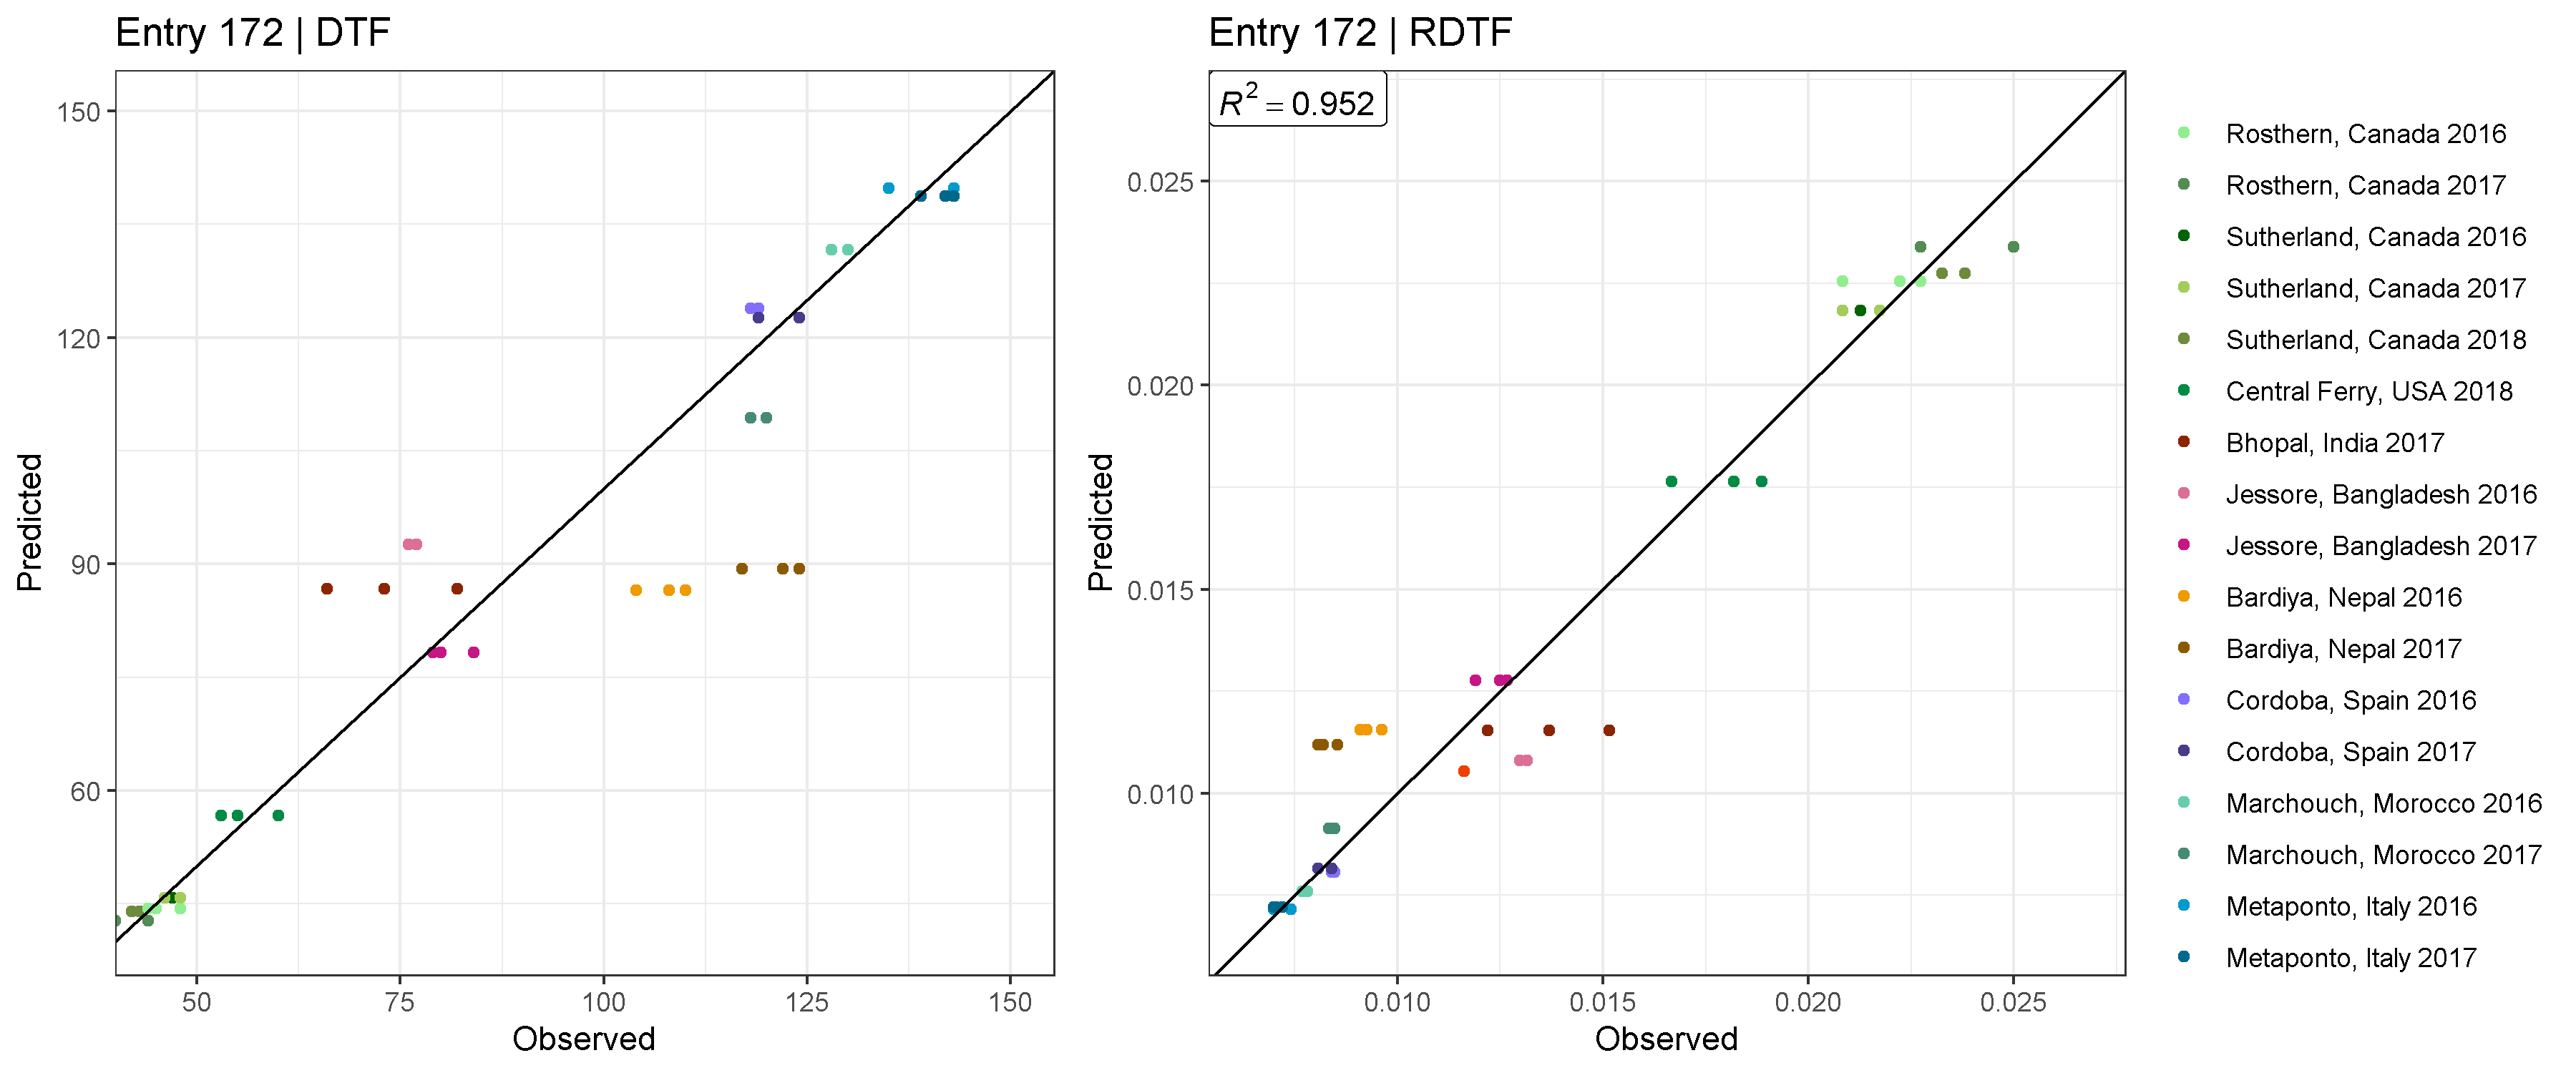 Entry 172 | DTF
Entry 172 | RDTF
150
120
90
60
Predicted
50
75
100
125
150
Observed
R² = 0.952
0.025
0.020
0.015
0.010
Predicted
0.010
0.015
0.020
0.025
Observed
Rosthern, Canada 2016
Rosthern, Canada 2017
Sutherland, Canada 2016
Sutherland, Canada 2017
Sutherland, Canada 2018
Central Ferry, USA 2018
Bhopal, India 2017
Jessore, Bangladesh 2016
Jessore, Bangladesh 2017
Bardiya, Nepal 2016
Bardiya, Nepal 2017
Cordoba, Spain 2016
Cordoba, Spain 2017
Marchouch, Morocco 2016
Marchouch, Morocco 2017
Metaponto, Italy 2016
Metaponto, Italy 2017